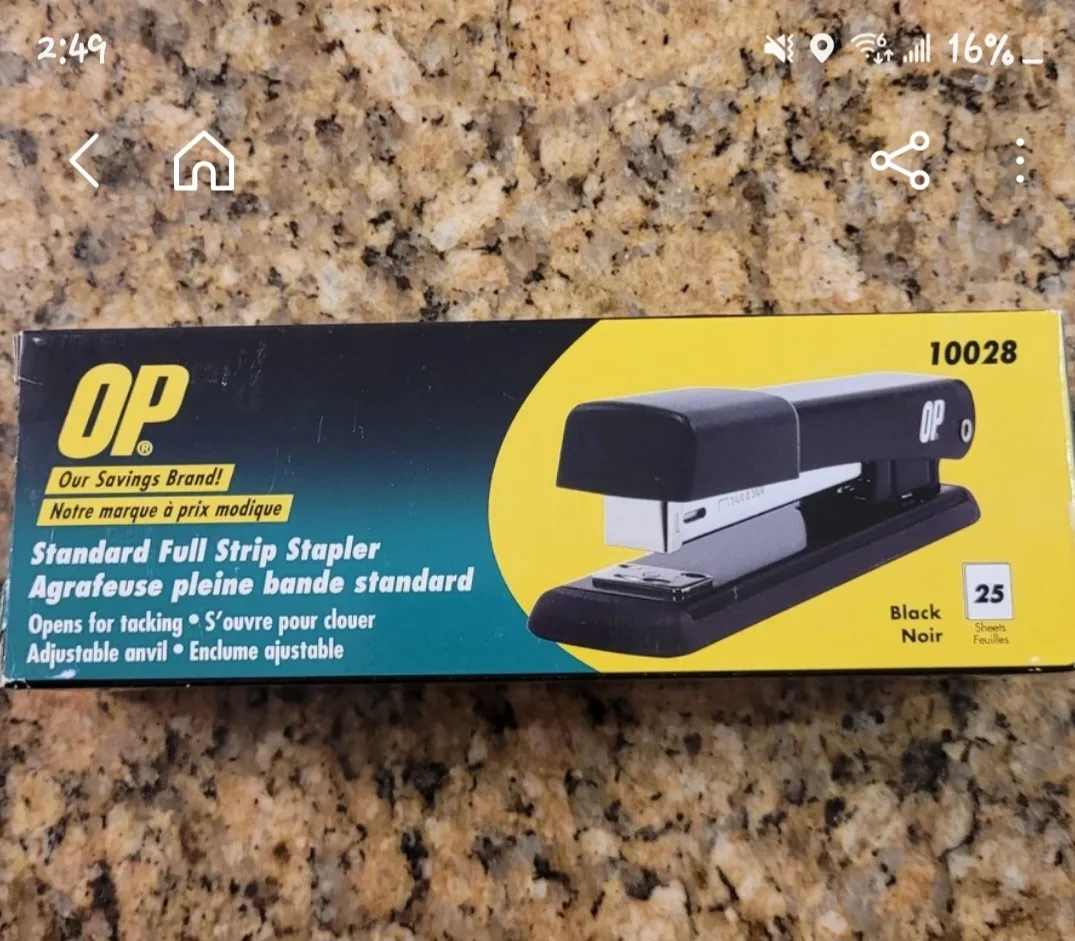 2:49
16%
10028
OP®
Our Savings Brand!
Notre marque à prix modique
Standard Full Strip Stapler
Agrafeuse pleine bande standard
Opens for tacking • S'ouvre pour clouer
Adjustable anvil • Enclume ajustable
OP
Black
Noir
25
Sheets
Feuilles